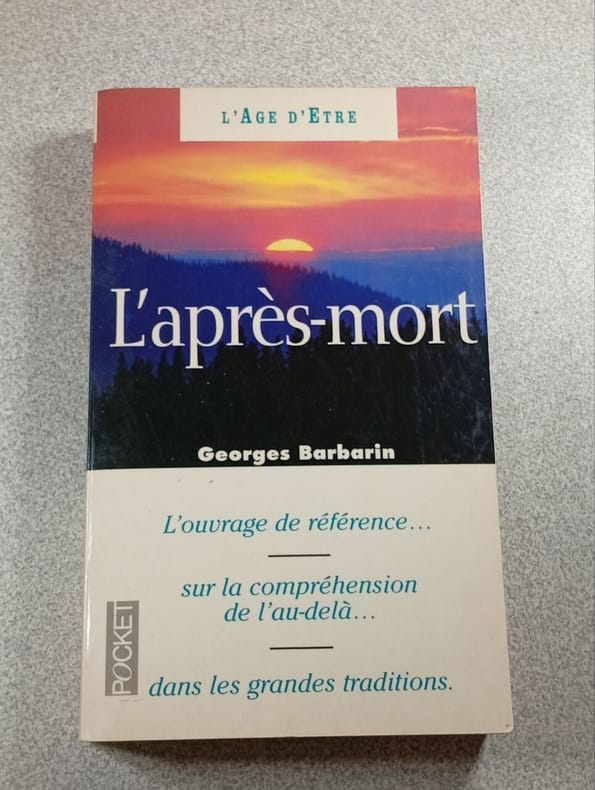 L'AGE D'ETRE
L'après-mort
Georges Barbarin
L'ouvrage de référence...
sur la compréhension
de l'au-delà...
dans les grandes traditions.
POCKET